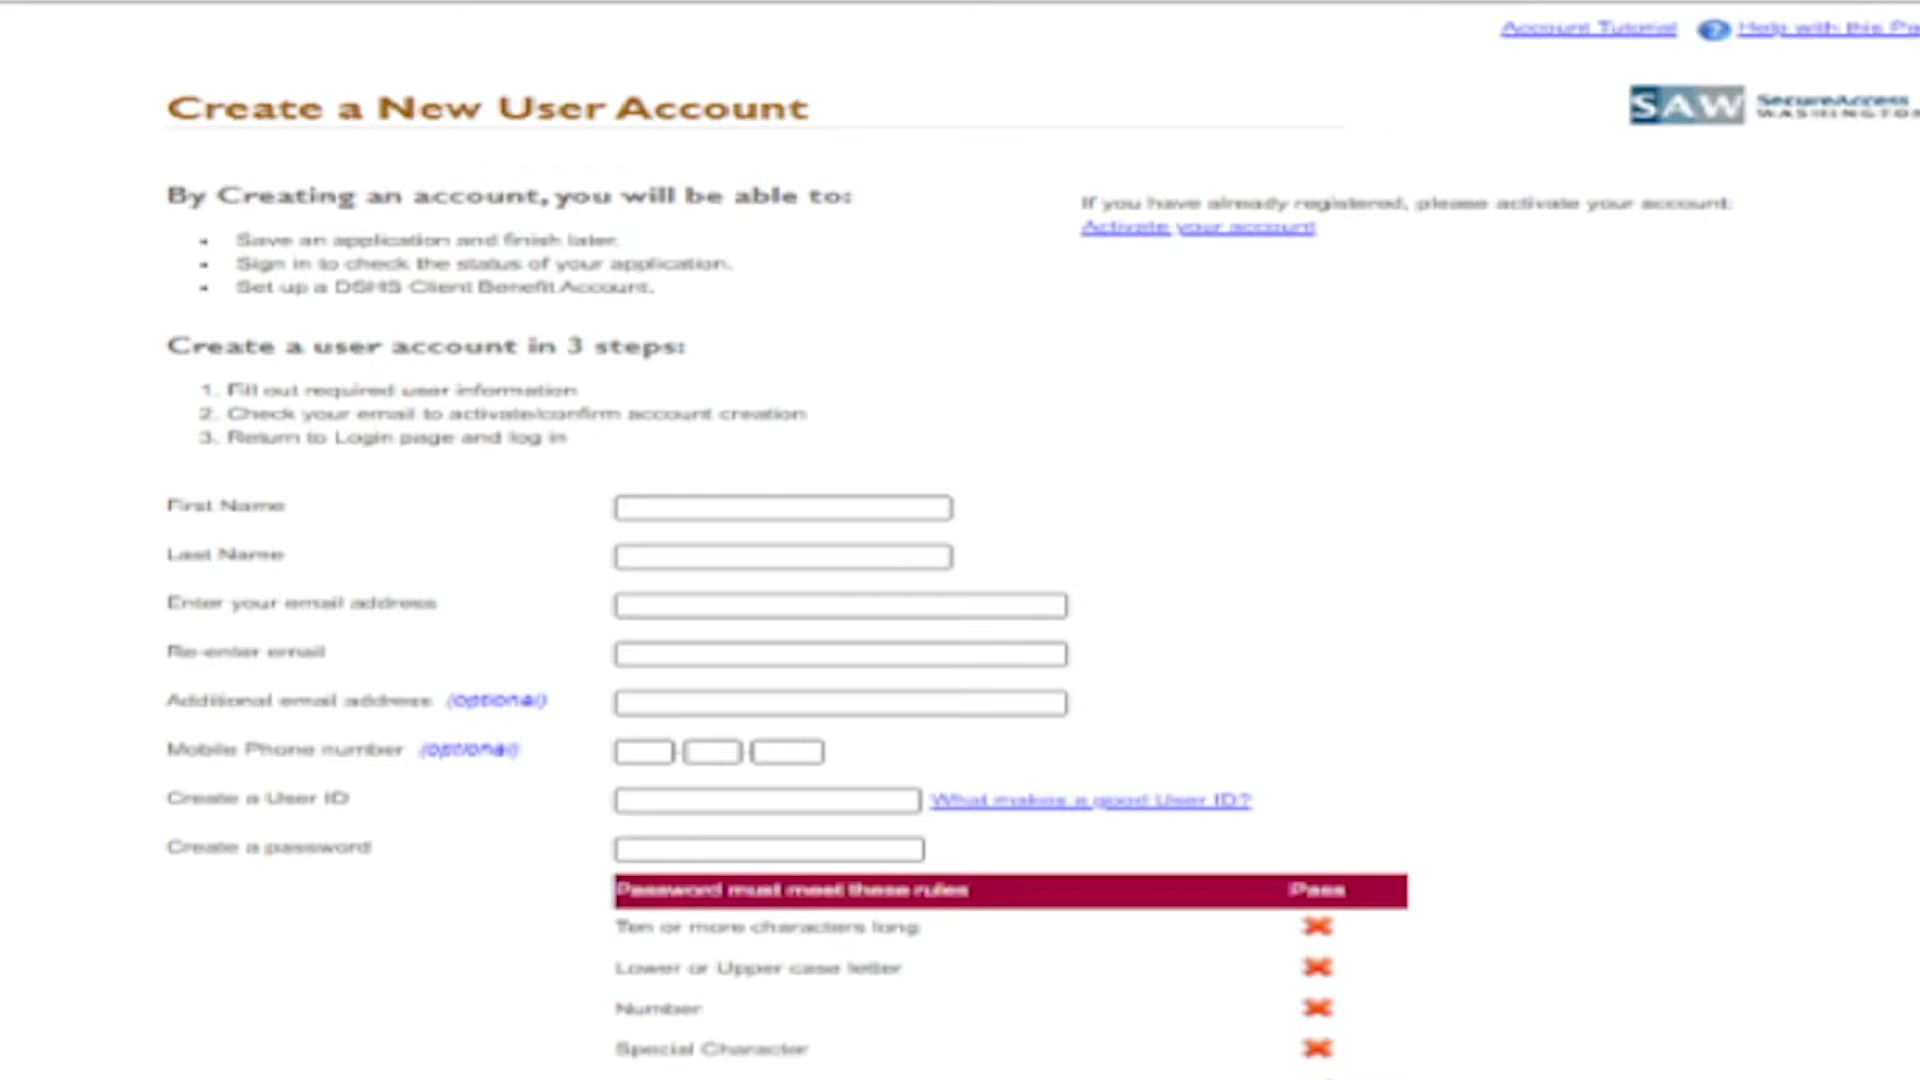 Account Tutorial Help with this Pa
Create a New User Account
SAW SecureAccess
WASHINGTON
By Creating an account, you will be able to:
If you have already registered, please activate your account:
Activate your account
• Save an application and finish later.
• Sign in to check the status of your application.
• Set up a DSHS Client Benefit Account.
Create a user account in 3 steps:
1. Fill out required user information
2. Check your email to activate/confirm account creation
3. Return to Login page and log in
First Name
Last Name
Enter your email address
Re-enter email
Additional email address (optional)
Mobile Phone number (optional)
Create a User ID What makes a good User ID?
Create a password
Password must meet these rules Pass
Ten or more characters long
Lower or Upper case letter
Number
Special Character